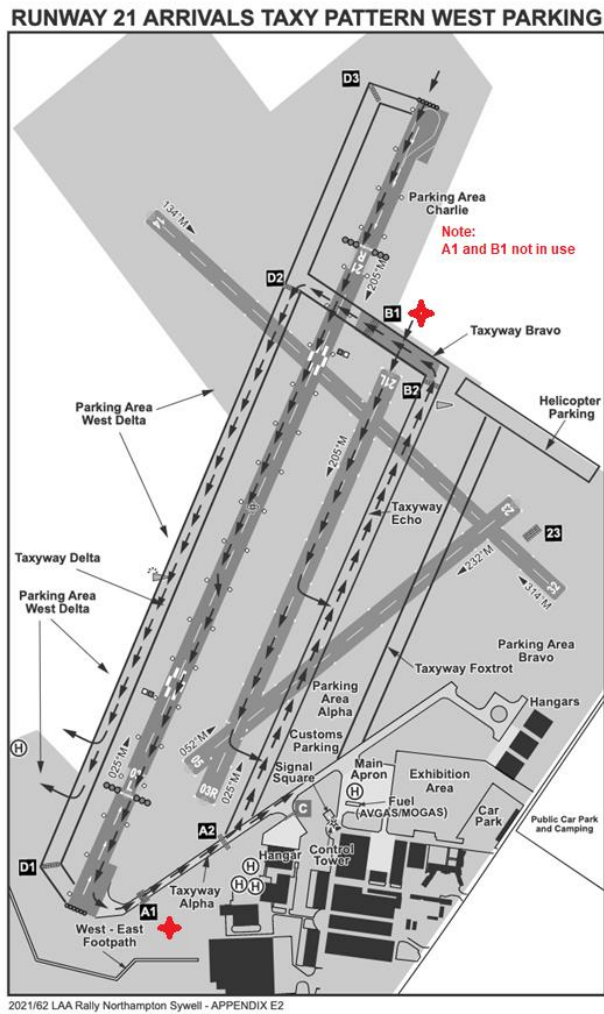 RUNWAY 21 ARRIVALS TAXY PATTERN WEST PARKING
D3
134°M
14
Parking Area
Charlie
Note:
A1 and B1 not in use
21R
205°M
D2
B1
Taxyway Bravo
21L
B2
Helicopter
Parking
Parking Area
West Delta
205°M
Taxyway
Echo
23
23
232°M
314°M
32
Taxyway Delta
Parking Area
West Delta
Parking Area
Bravo
Taxyway Foxtrot
Parking
Area
Alpha
Hangars
H
Customs
Parking
052°M
05
Signal
Square
Main
Apron
Exhibition
Area
025°M
03
L
03R
025°M
H
Fuel
(AVGAS/MOGAS)
C
Car
Park
Public Car Park
and Camping
A2
Control
Tower
Hangar
H
H
H
D1
Taxyway
Alpha
A1
West - East
Footpath
2021/62 LAA Rally Northampton Sywell - APPENDIX E2